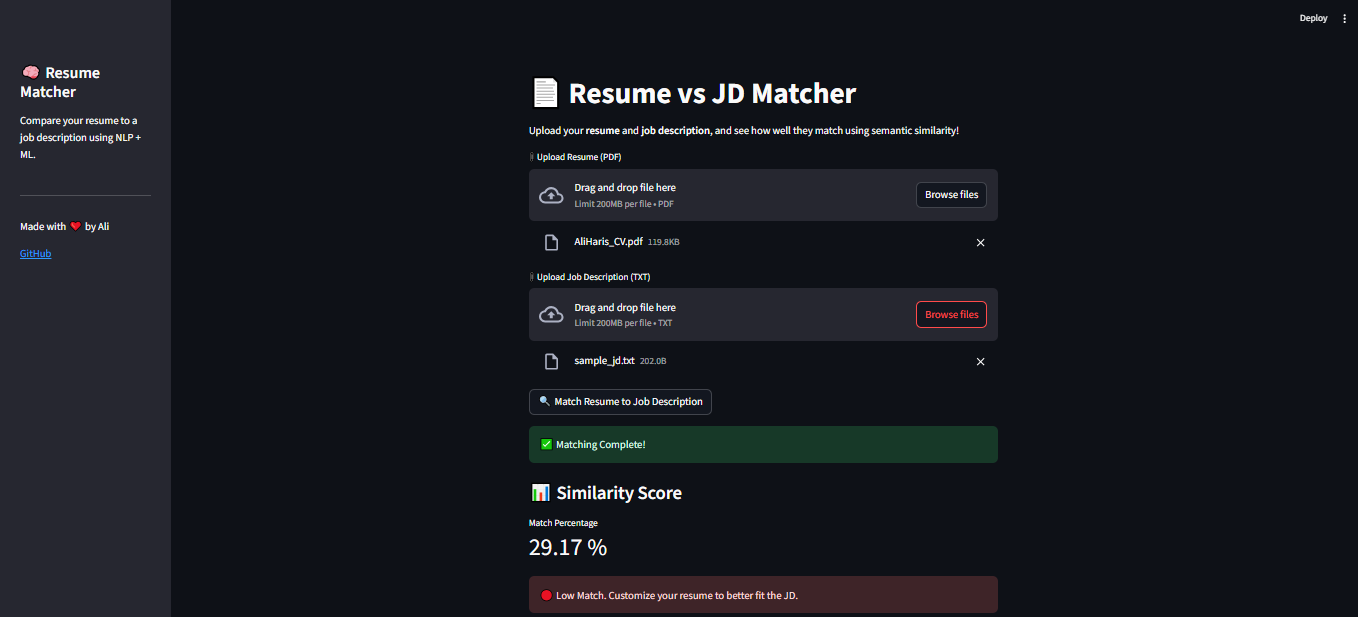 Deploy
🧠 Resume
Matcher
Compare your resume to a
job description using NLP +
ML.
Made with ❤️ by Ali
GitHub
📄 Resume vs JD Matcher
Upload your resume and job description, and see how well they match using semantic similarity!
Upload Resume (PDF)
Drag and drop file here
Limit 200MB per file • PDF
Browse files
AliHaris_CV.pdf 119.8KB
Upload Job Description (TXT)
Drag and drop file here
Limit 200MB per file • TXT
Browse files
sample_jd.txt 202.0B
🔍 Match Resume to Job Description
✅ Matching Complete!
📊 Similarity Score
Match Percentage
29.17 %
🔴 Low Match. Customize your resume to better fit the JD.